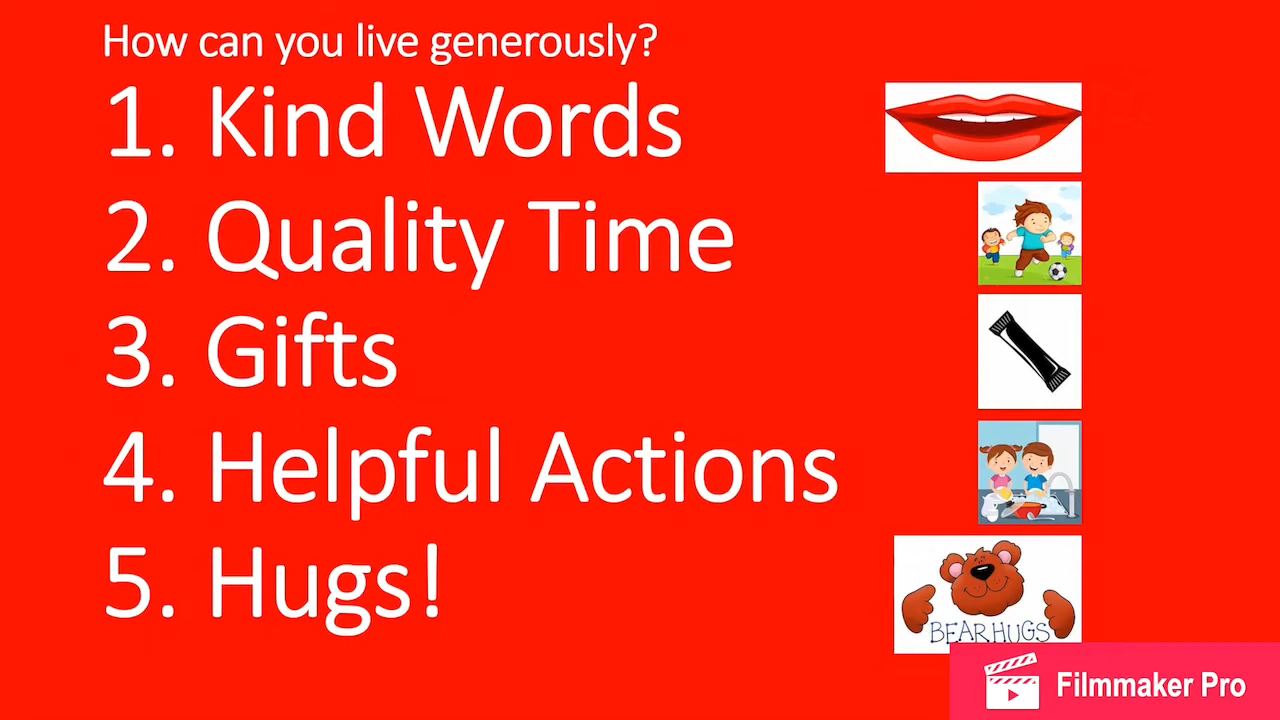 How can you live generously?
1. Kind Words
2. Quality Time
3. Gifts
4. Helpful Actions
5. Hugs!
BEAR HUGS
Filmmaker Pro